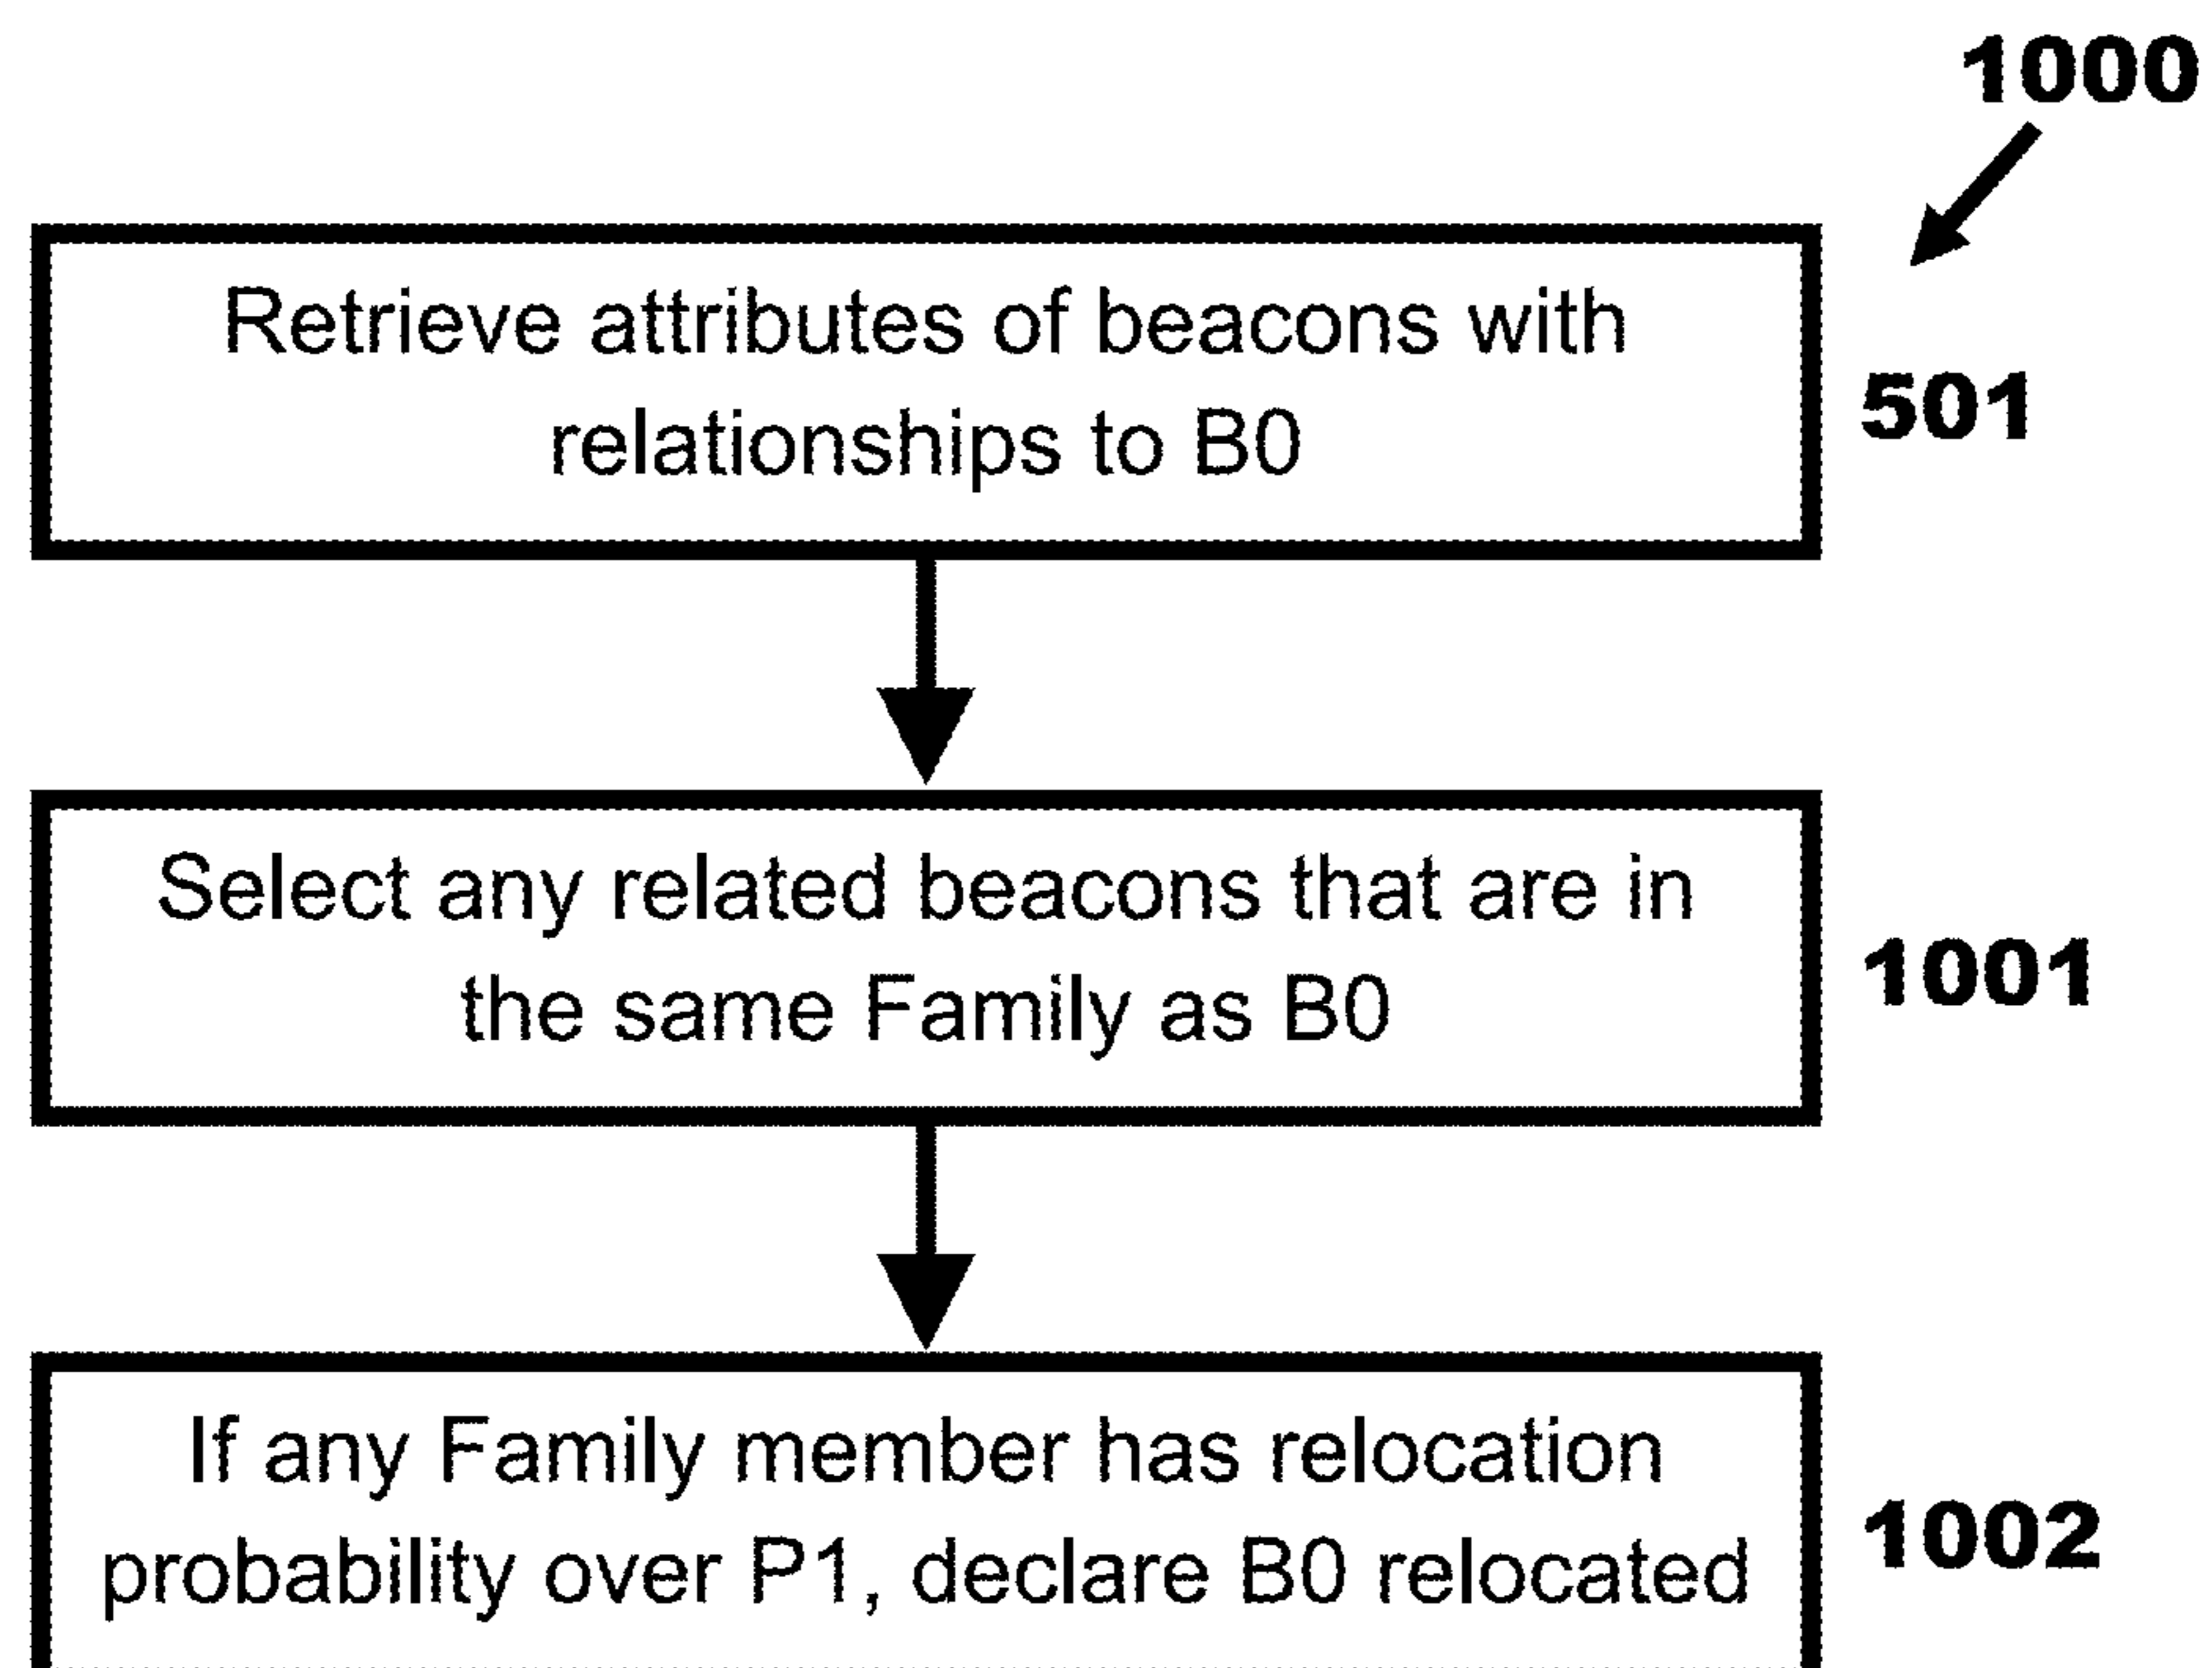 1000
Retrieve attributes of beacons with
relationships to B0
501
Select any related beacons that are in
the same Family as B0
1001
If any Family member has relocation
probability over P1, declare B0 relocated
1002